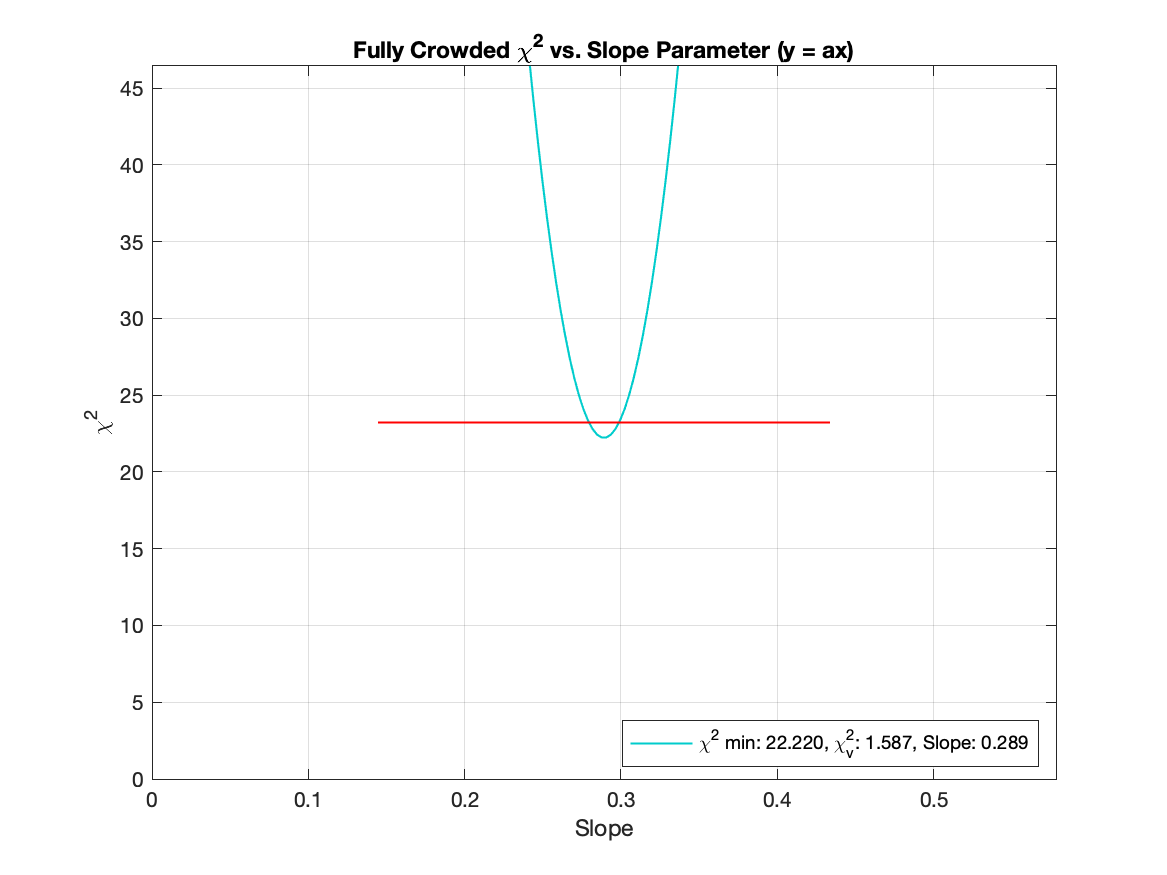 Fully Crowded χ² vs. Slope Parameter (y = ax)
45
40
35
30
25
20
15
10
5
0
χ²
0 0.1 0.2 0.3 0.4 0.5
Slope
χ² min: 22.220, χ²ᵥ: 1.587, Slope: 0.289